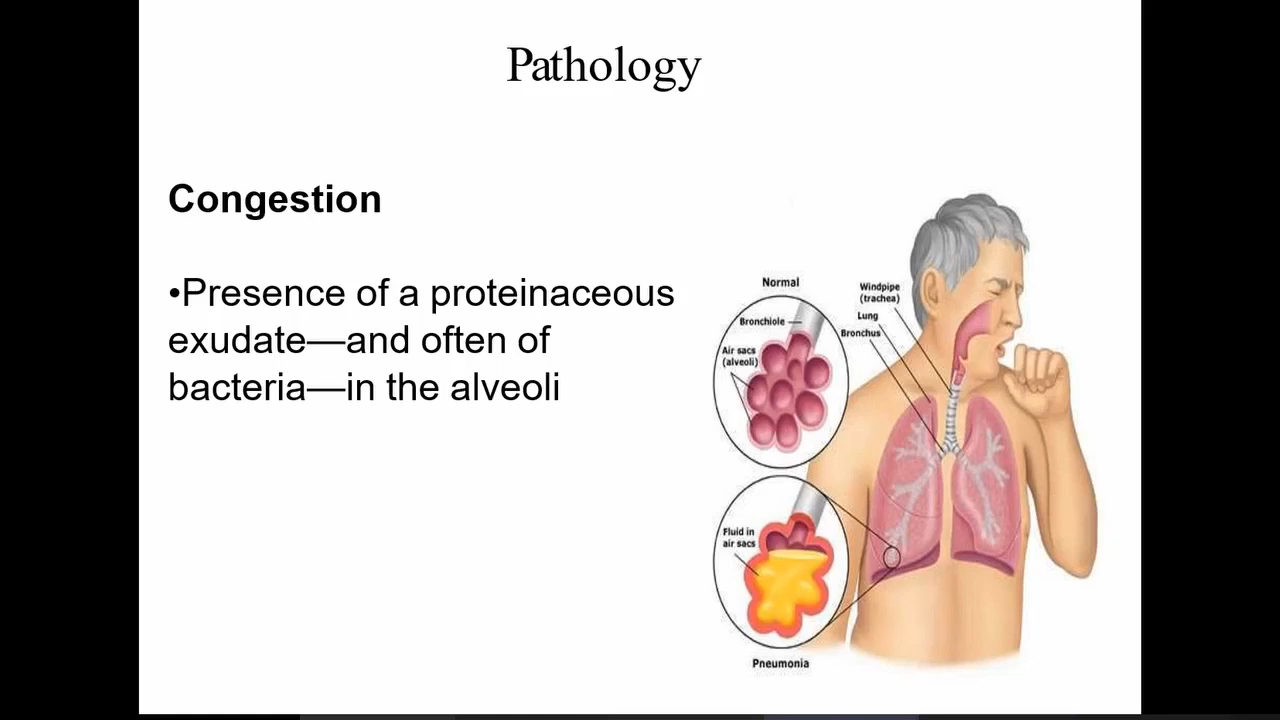 Pathology
Congestion
•Presence of a proteinaceous
exudate—and often of
bacteria—in the alveoli
Normal
Bronchiole
Air sacs
(alveoli)
Windpipe
(trachea)
Lung
Bronchus
Fluid in
air sacs
Pneumonia